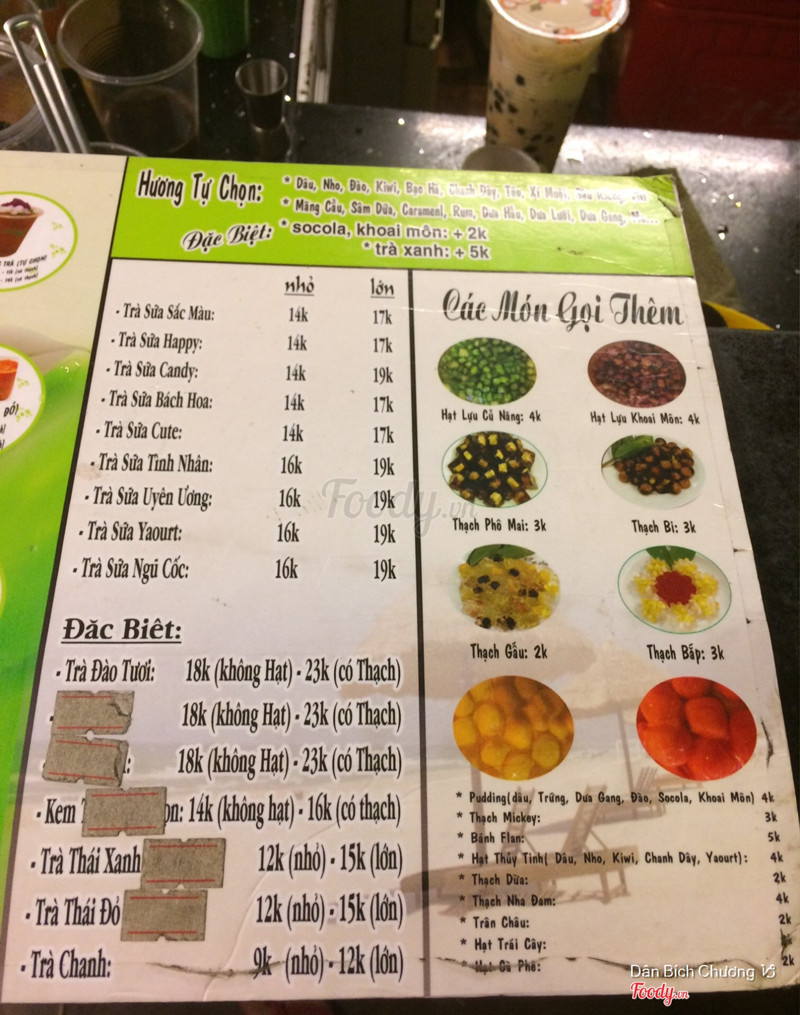 Hương Tự Chọn:
* Dâu, Nho, Đào, Kiwi, Bạc Hà, Chanh Dây, Táo, Xí Muội,
* Mãng Cầu, Sâm Dứa, Caramen, Rum, Dưa Hấu, Dưa Lưới, Dưa Gang,
Đặc Biệt: * socola, khoai môn: + 2k
* trà xanh: + 5k
TRÀ (TỰ CHỌN)
nhỏ lớn
- Trà Sữa Sắc Màu: 14k 17k
- Trà Sữa Happy: 14k 17k
- Trà Sữa Candy: 14k 19k
- Trà Sữa Bách Hoa: 14k 17k
- Trà Sữa Cute: 14k 17k
- Trà Sữa Tình Nhân: 16k 19k
- Trà Sữa Uyên Ương: 16k 19k
- Trà Sữa Yaourt: 16k 19k
- Trà Sữa Ngũ Cốc: 16k 19k
Đặc Biêt:
- Trà Đào Tươi: 18k (không Hạt) - 23k (có Thạch)
- 18k (không Hạt) - 23k (có Thạch)
: 18k (không Hạt) - 23k (có Thạch)
- Kem 14k (không hạt) - 16k (có thạch)
- Trà Thái Xanh 12k (nhỏ) - 15k (lớn)
- Trà Thái Đỏ 12k (nhỏ) - 15k (lớn)
- Trà Chanh: 9k (nhỏ) - 12k (lớn)
Các Món Gọi Thêm
Hạt Lựu Củ Năng: 4k Hạt Lựu Khoai Môn: 4k
Thạch Phô Mai: 3k Thạch Bi: 3k
Thạch Gấu: 2k Thạch Bắp: 3k
* Pudding(dâu, Trứng, Dưa Gang, Đào, Socola, Khoai Môn) 4k
* Thạch Mickey: 3k
* Bánh Flan: 5k
* Hạt Thủy Tinh( Dâu, Nho, Kiwi, Chanh Dây, Yaourt): 4k
* Thạch Dừa: 2k
* Thạch Nha Đam: 4k
* Trân Châu: 2k
* Hạt Trái Cây:
* Hạt Cà Phê: 2k
Foody.vn
Dân Bích Chương
Foody.vn